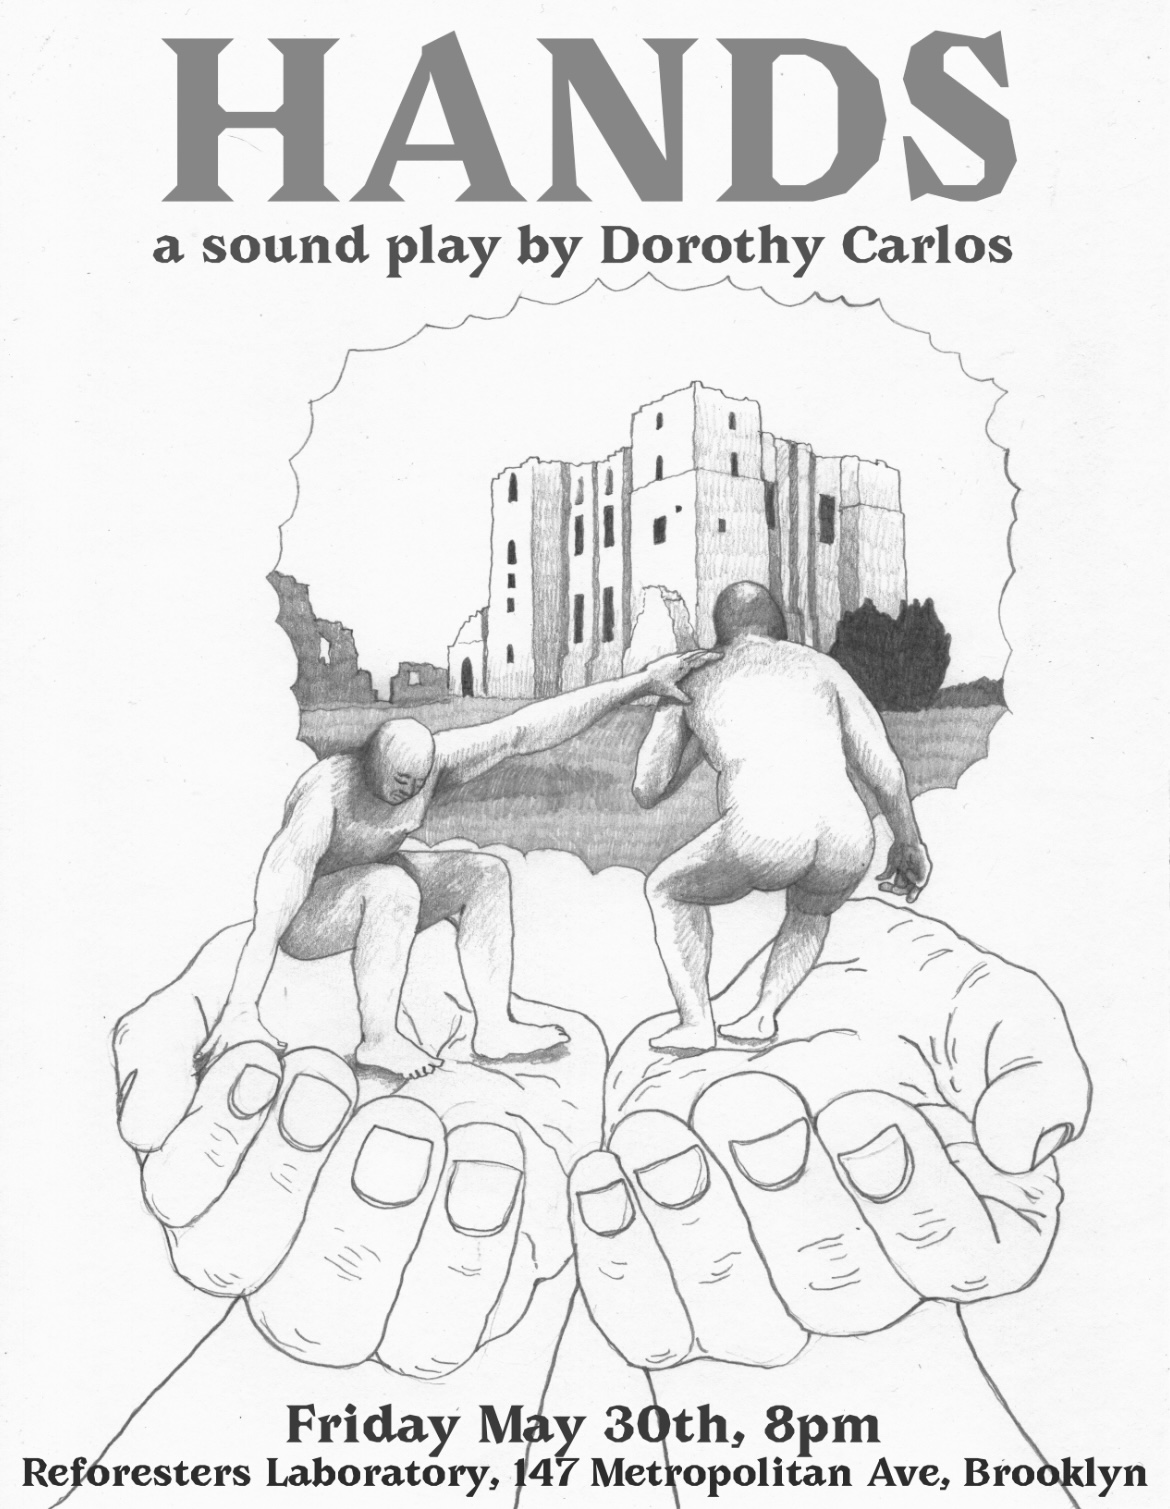 HANDS
a sound play by Dorothy Carlos
Friday May 30th, 8pm
Reforesters Laboratory, 147 Metropolitan Ave, Brooklyn